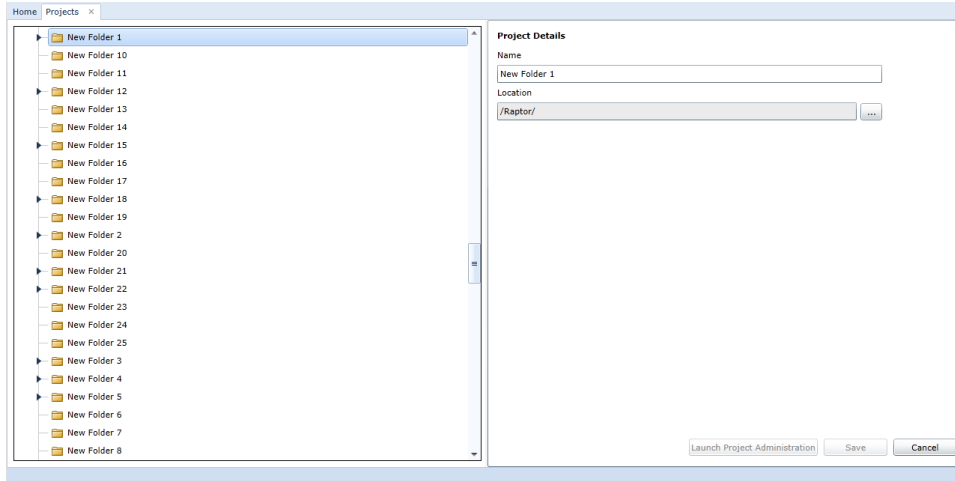 Home Projects ×
New Folder 1
New Folder 10
New Folder 11
New Folder 12
New Folder 13
New Folder 14
New Folder 15
New Folder 16
New Folder 17
New Folder 18
New Folder 19
New Folder 2
New Folder 20
New Folder 21
New Folder 22
New Folder 23
New Folder 24
New Folder 25
New Folder 3
New Folder 4
New Folder 5
New Folder 6
New Folder 7
New Folder 8
Project Details
Name
New Folder 1
Location
/Raptor/
...
Launch Project Administration Save Cancel